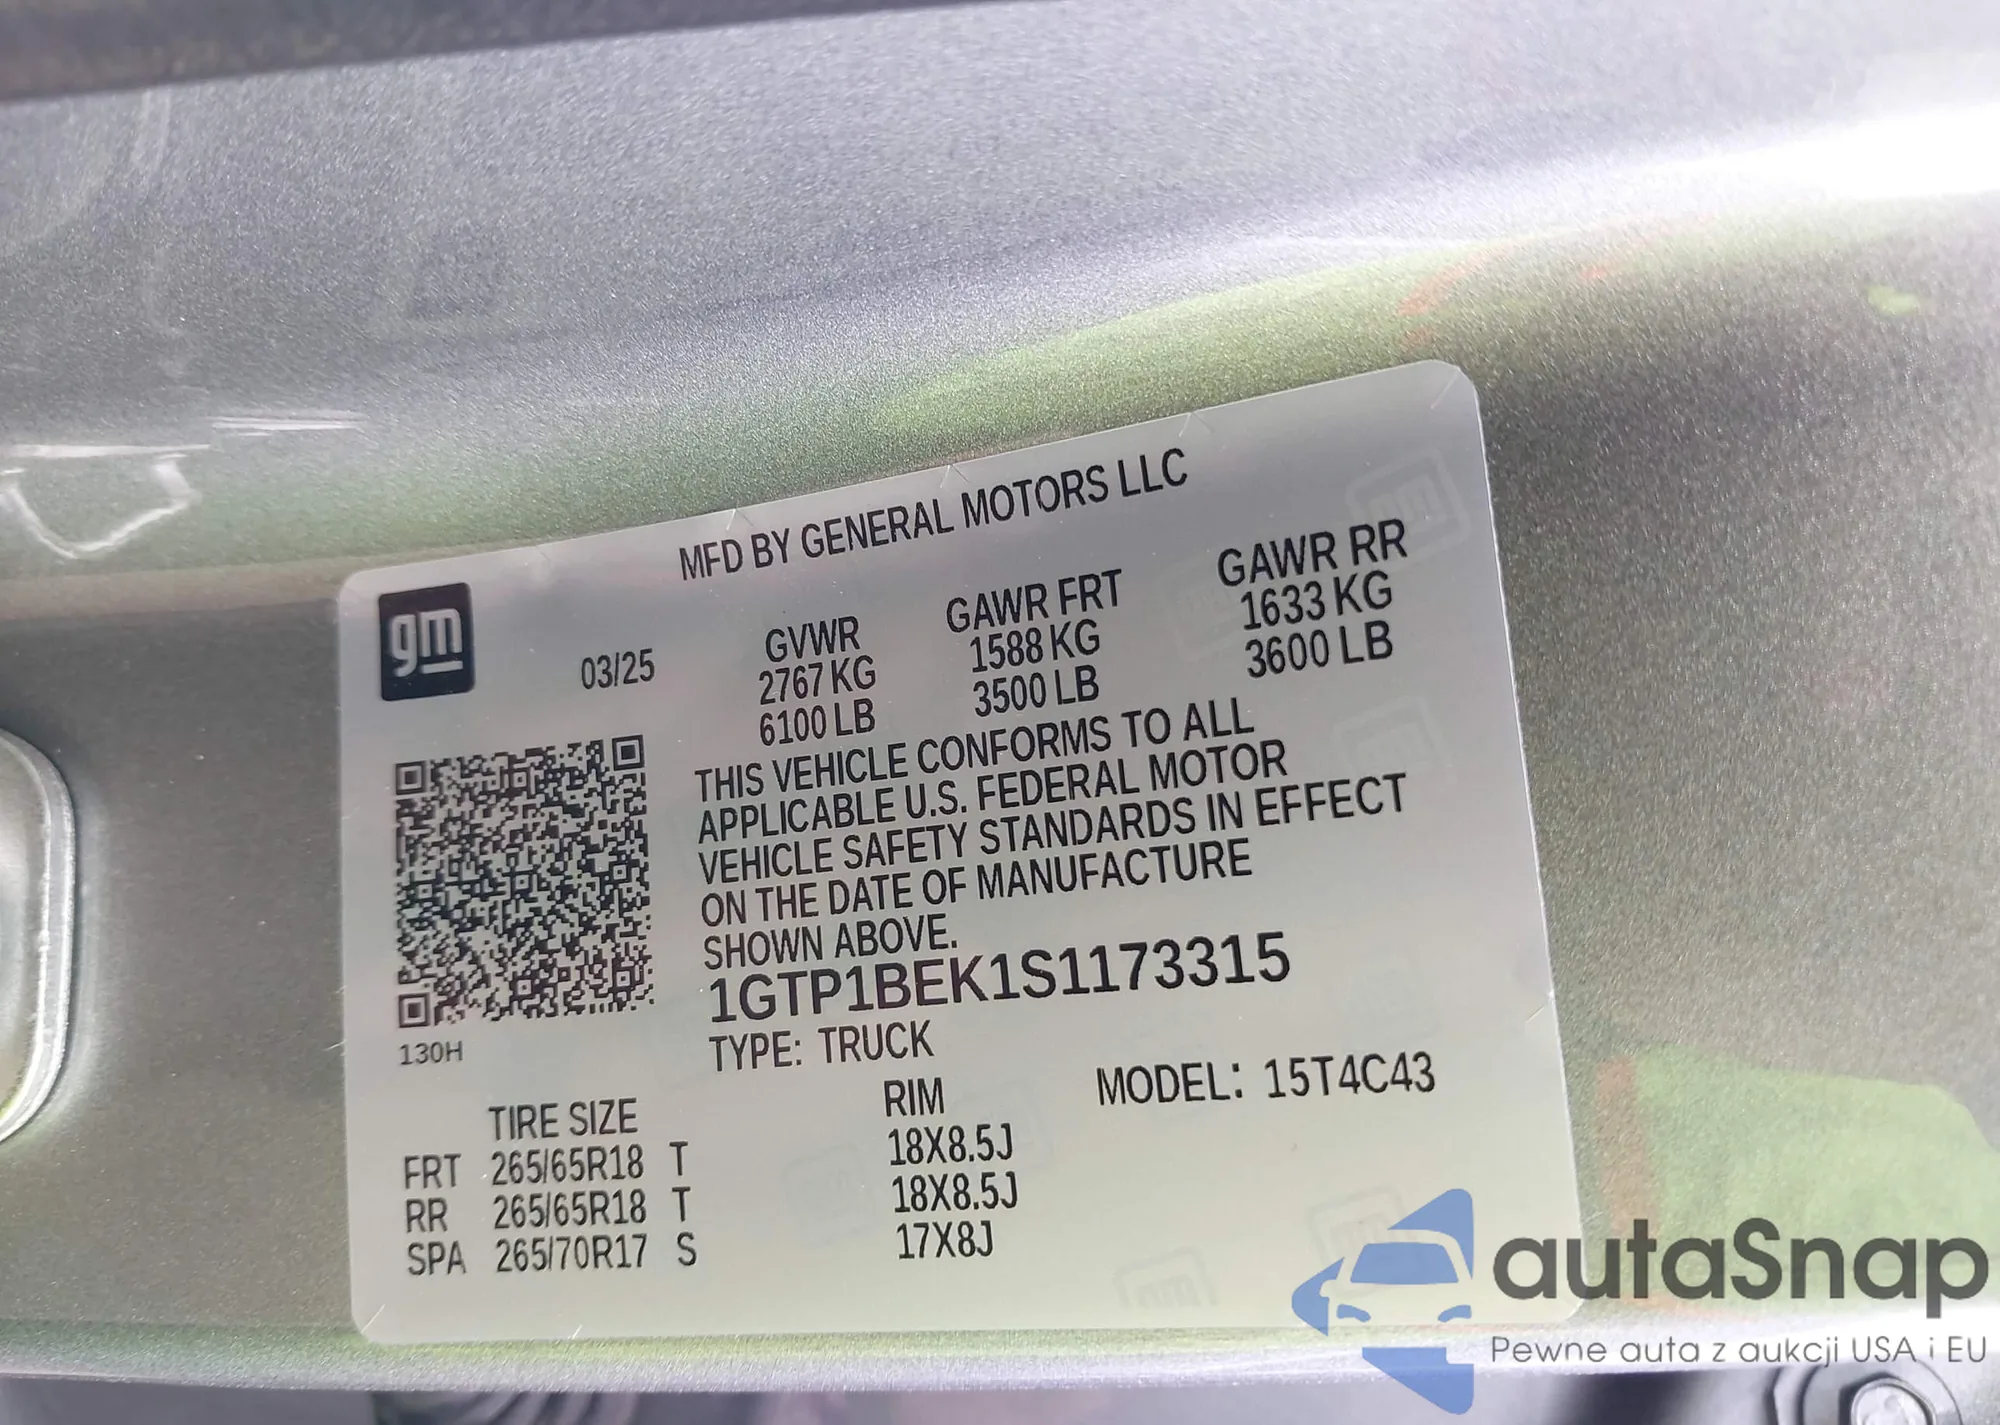 MFD BY GENERAL MOTORS LLC
gm
03/25
GVWR
2767 KG
6100 LB
GAWR FRT
1588 KG
3500 LB
GAWR RR
1633 KG
3600 LB
THIS VEHICLE CONFORMS TO ALL
APPLICABLE U.S. FEDERAL MOTOR
VEHICLE SAFETY STANDARDS IN EFFECT
ON THE DATE OF MANUFACTURE
SHOWN ABOVE.
1GTP1BEK1S1173315
130H
TYPE: TRUCK
MODEL: 15T4C43
TIRE SIZE RIM
FRT 265/65R18 T 18X8.5J
RR 265/65R18 T 18X8.5J
SPA 265/70R17 S 17X8J
autaSnap
Pewne auta z aukcji USA i EU